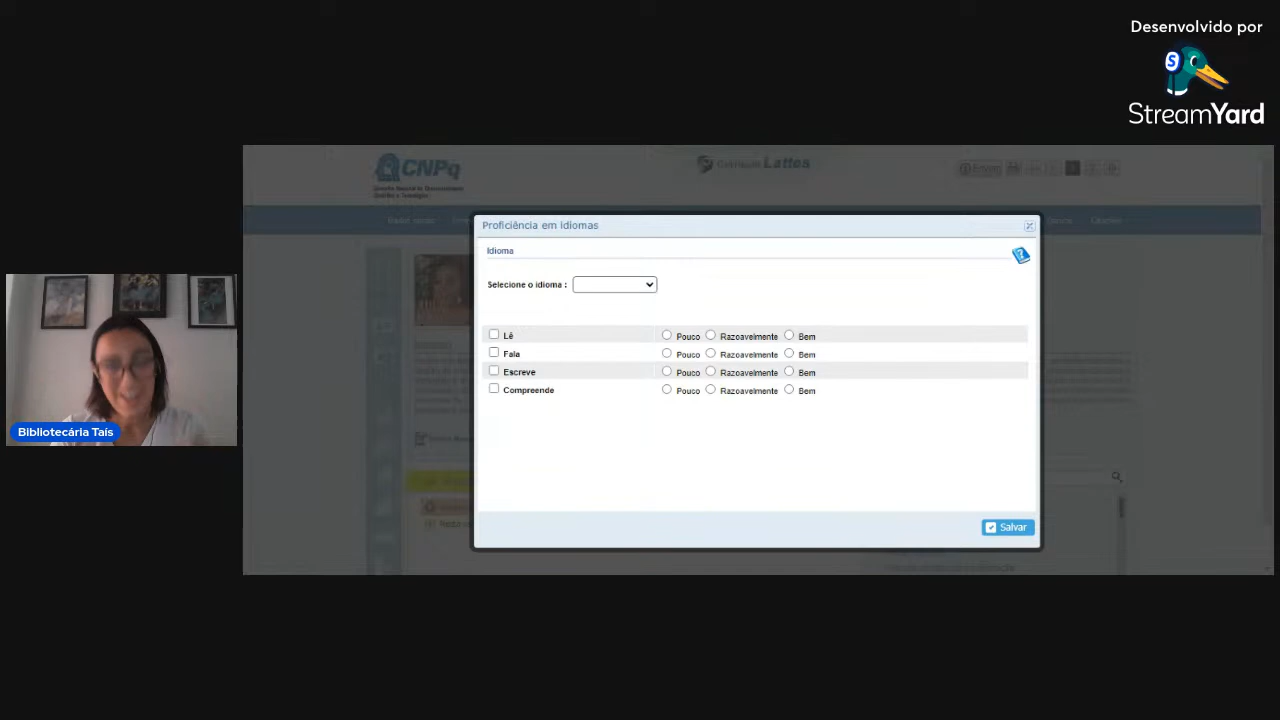 Desenvolvido por
StreamYard
CNPq
Lattes
Proficiência em idiomas
Idioma
Selecione o idioma :
Lê Pouco Razoavelmente Bem
Fala Pouco Razoavelmente Bem
Escreve Pouco Razoavelmente Bem
Compreende Pouco Razoavelmente Bem
Salvar
Bibliotecária Taís